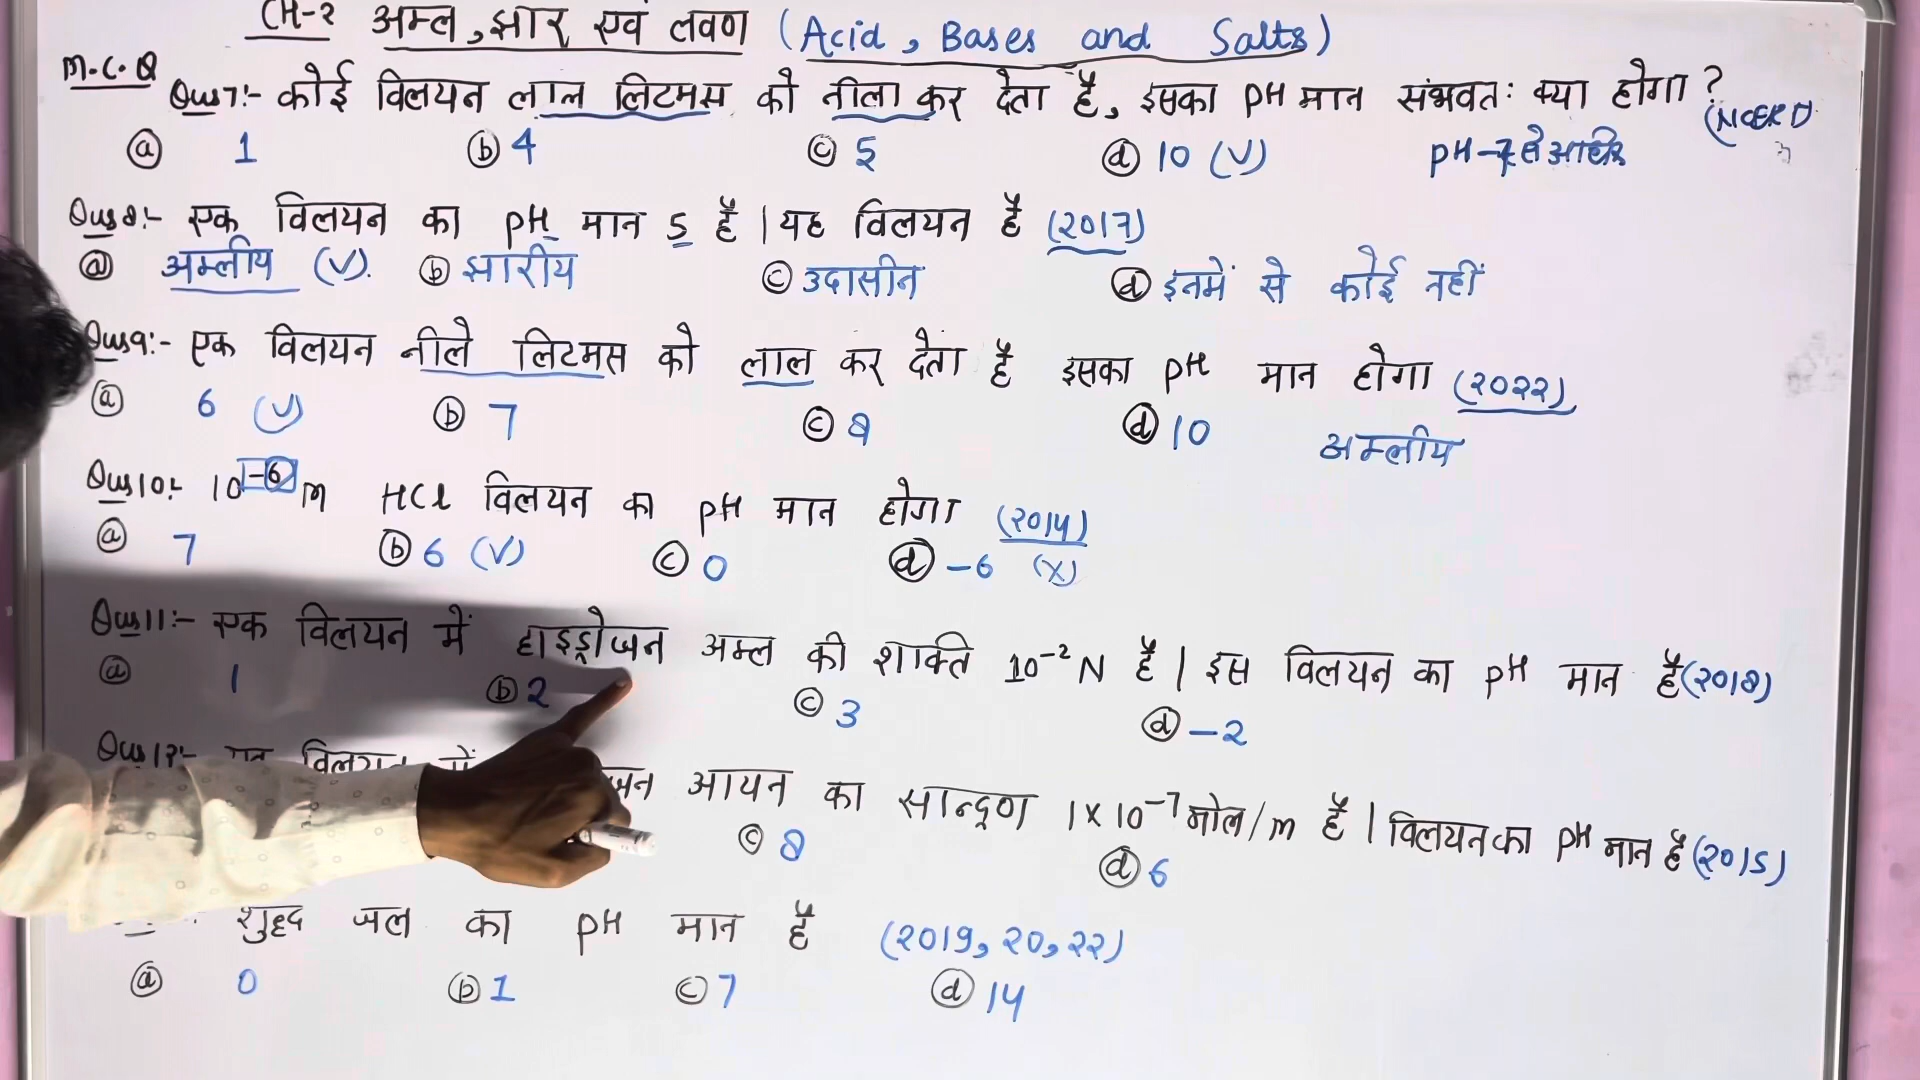 CH-2 अम्ल, क्षार एवं लवण (Acid, Bases and Salts)
M.C.Q
Qus7:- कोई विलयन लाल लिटमस को नीला कर देता है, इसका pH मान संभवतः क्या होगा ?
(NCERT)
ⓐ 1 ⓑ 4 ⓒ 5 ⓓ 10 (√) pH-7 से अधिक
Qus8:- एक विलयन का pH मान 5 है | यह विलयन है (2017)
ⓐ अम्लीय (√). ⓑ क्षारीय ⓒ उदासीन ⓓ इनमें से कोई नहीं
Qus9:- एक विलयन नीले लिटमस को लाल कर देता है इसका pH मान होगा (2022)
ⓐ 6 (√) ⓑ 7 ⓒ 8 ⓓ 10 अम्लीय
Qus10:- 10⁻⁶ M HCl विलयन का pH मान होगा (2014)
ⓐ 7 ⓑ 6 (√) ⓒ 0 ⓓ -6 (X)
Qus11:- एक विलयन में हाइड्रोजन अम्ल की शक्ति 10⁻² N है | इस विलयन का pH मान है (2018)
ⓐ 1 ⓑ 2 ⓒ 3 ⓓ -2
Qus12:- विलयन में आयन का सान्द्रण 1×10⁻⁷ मोल/m है | विलयन का pH मान है (2015)
ⓒ 8 ⓓ 6
शुद्ध जल का pH मान है (2019, 20, 22)
ⓐ 0 ⓑ 1 ⓒ 7 ⓓ 14